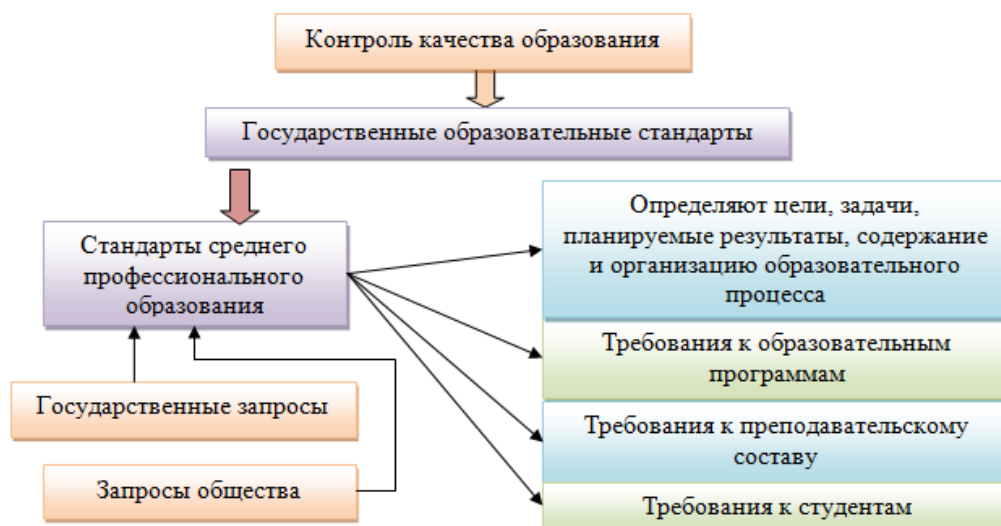 Контроль качества образования
Государственные образовательные стандарты
Стандарты среднего
профессионального
образования
Государственные запросы
Запросы общества
Определяют цели, задачи,
планируемые результаты, содержание
и организацию образовательного
процесса
Требования к образовательным
программам
Требования к преподавательскому
составу
Требования к студентам